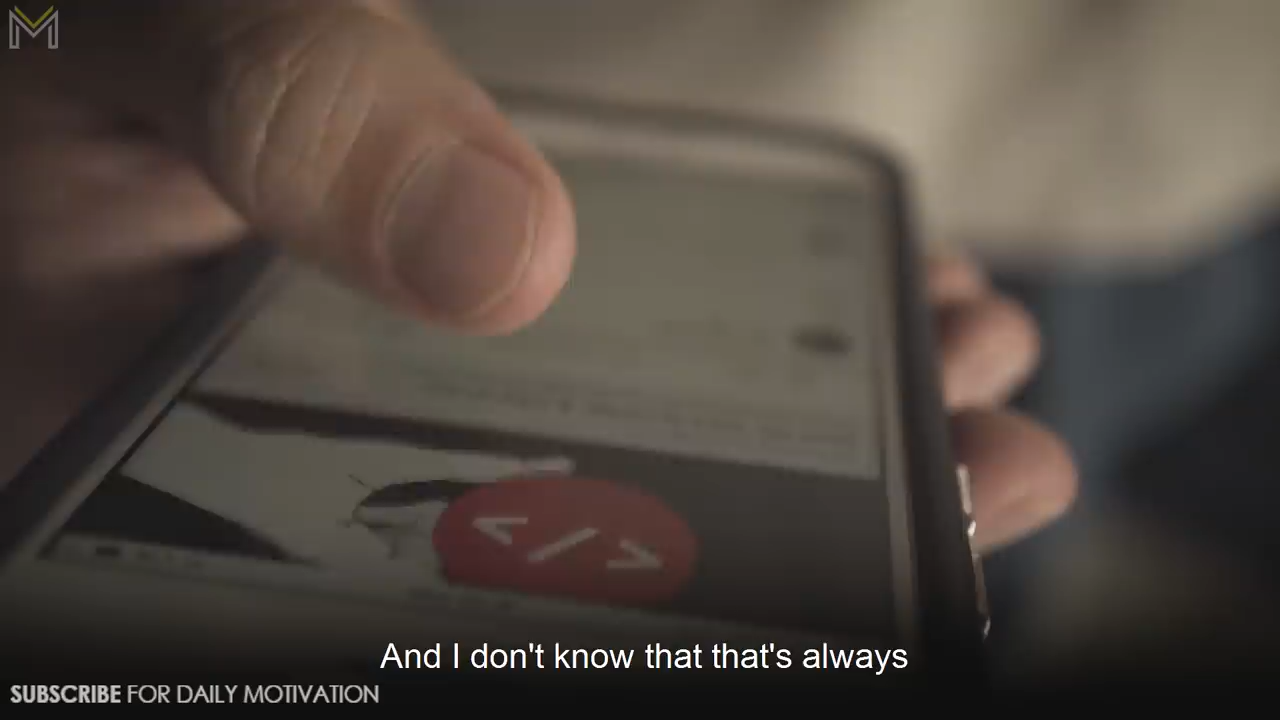 M
</>
And I don't know that that's always
SUBSCRIBE FOR DAILY MOTIVATION